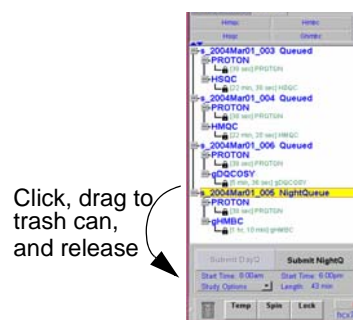 Hmqc Hmbc
Hsqc Ghmbc
s_2004Mar01_003 Queued
PROTON
[30 sec] PROTON
HSQC
[22 min, 35 sec] HSQC
s_2004Mar01_004 Queued
PROTON
[30 sec] PROTON
HMQC
[22 min, 35 sec] HMQC
s_2004Mar01_006 Queued
PROTON
[30 sec] PROTON
gDQCOSY
min, 36 sec] gDQCOSY
s_2004Mar01_005 NightQueue
PROTON
[30 sec] PROTON
gHMBC
[1 hr, 10 min] gHMBC
Click, drag to
trash can,
and release
Submit DayQ Submit NightQ
Start Time: 8:00am Start Time: 6:00pm
Study Options Length: 43 min
Temp Spin Lock